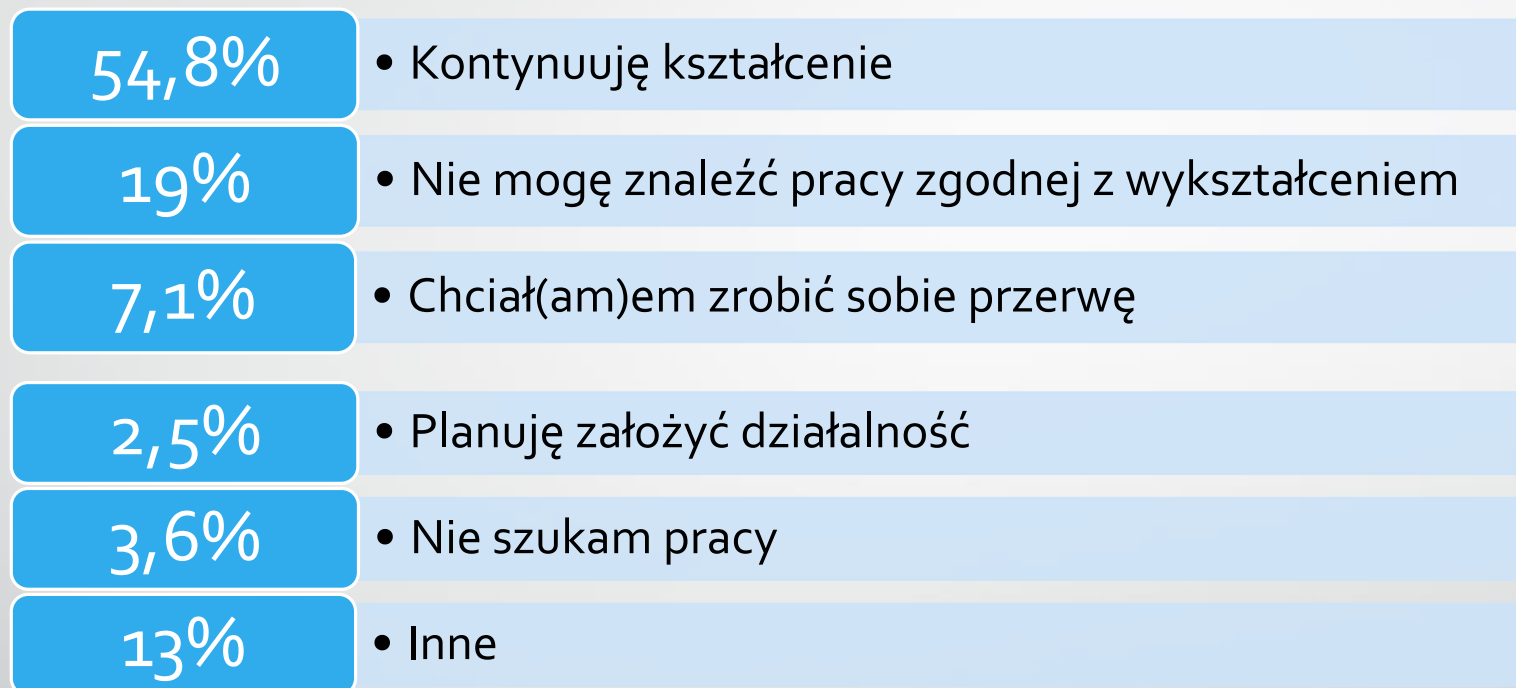 54,8% • Kontynuuję kształcenie
19% • Nie mogę znaleźć pracy zgodnej z wykształceniem
7,1% • Chciał(am)em zrobić sobie przerwę
2,5% • Planuję założyć działalność
3,6% • Nie szukam pracy
13% • Inne